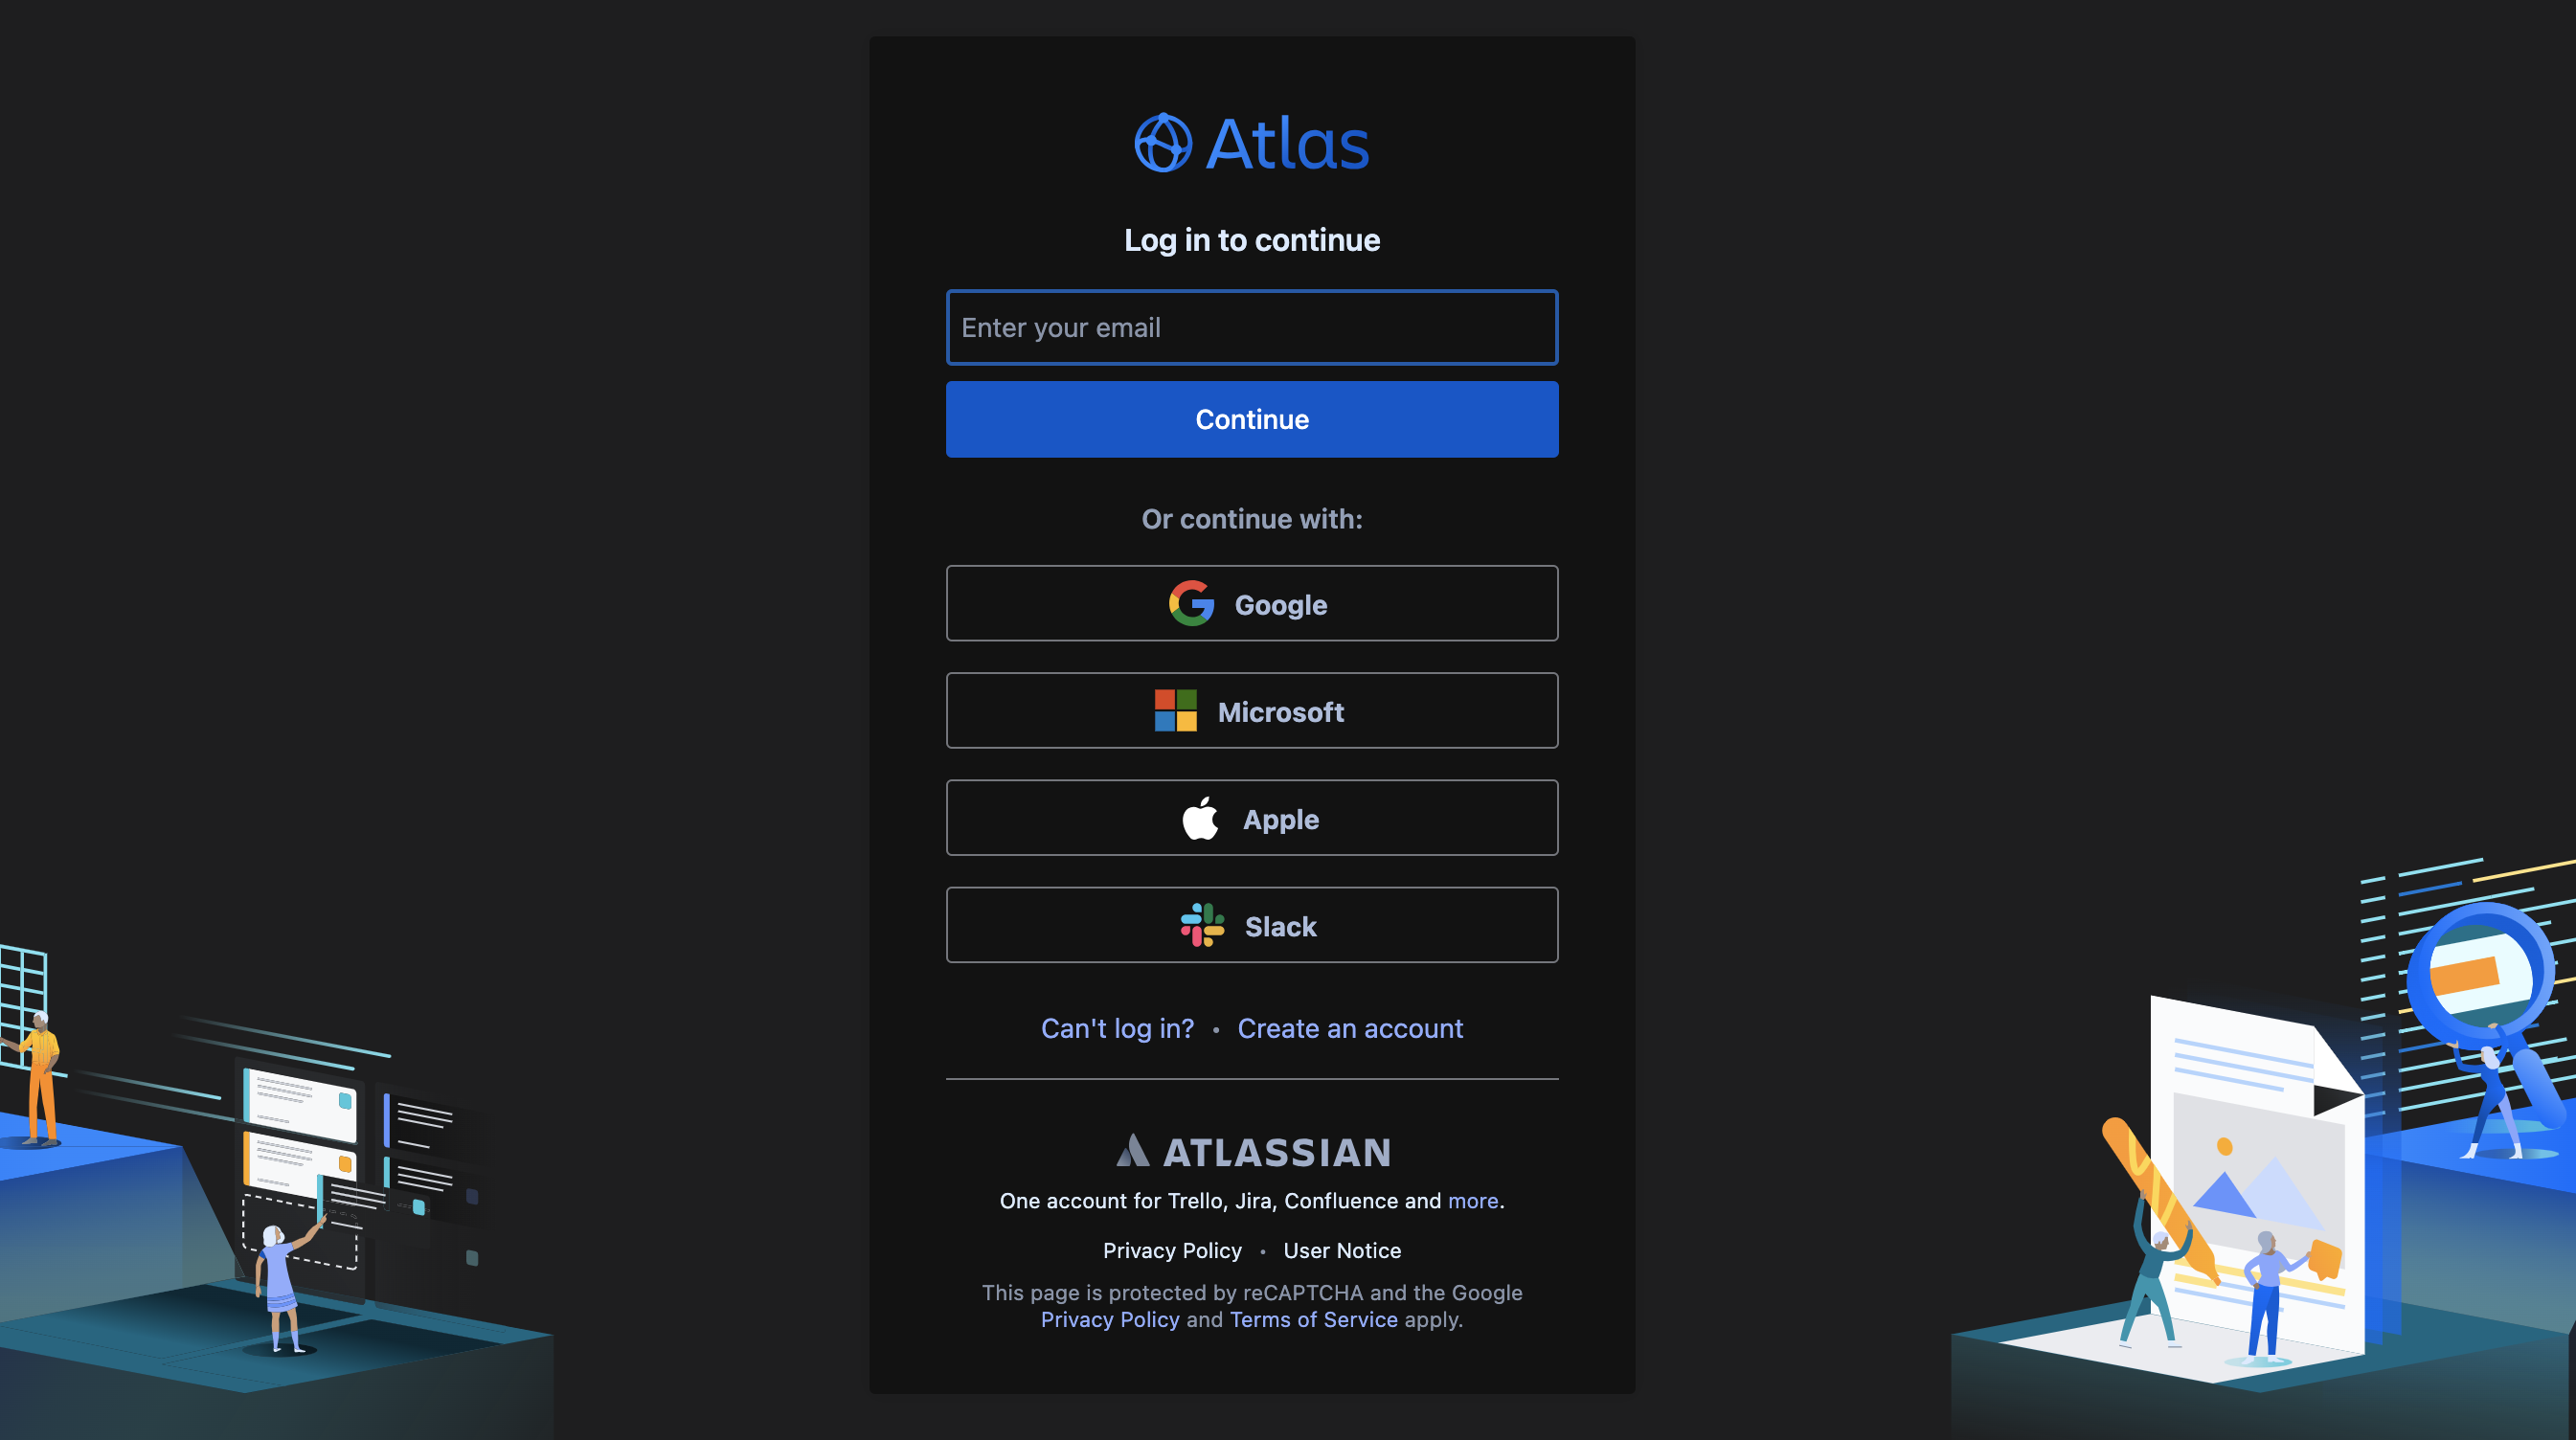 Atlas
Log in to continue
Enter your email
Continue
Or continue with:
Google
Microsoft
Apple
Slack
Can't log in? • Create an account
ATLASSIAN
One account for Trello, Jira, Confluence and more.
Privacy Policy • User Notice
This page is protected by reCAPTCHA and the Google
Privacy Policy and Terms of Service apply.